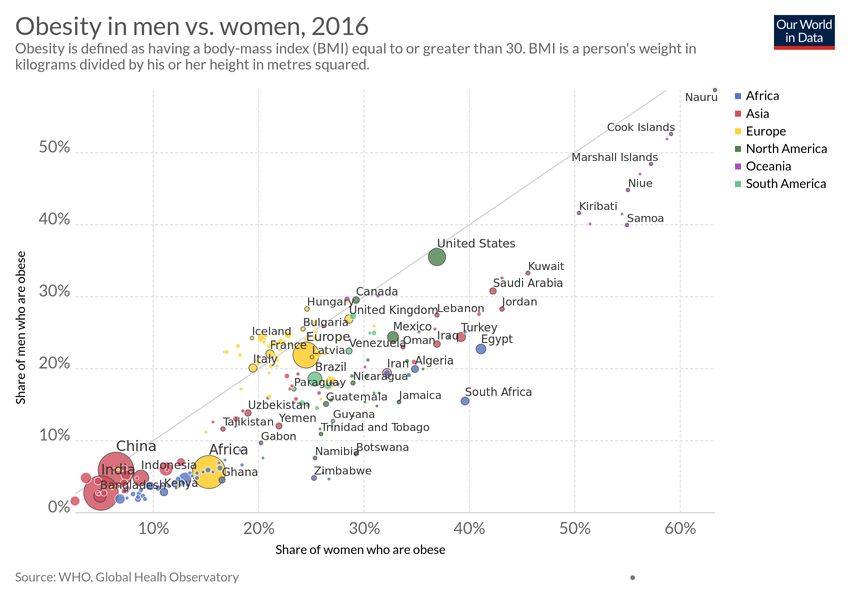 Obesity in men vs. women, 2016
Obesity is defined as having a body-mass index (BMI) equal to or greater than 30. BMI is a person's weight in
kilograms divided by his or her height in metres squared.
Our World
in Data
Nauru
Africa
Asia
Europe
North America
Oceania
South America
Cook Islands
50%
Marshall Islands
Niue
Kiribati
40%
Samoa
United States
Kuwait
Saudi Arabia
30%
Canada
Hungary
Jordan
United Kingdom
Lebanon
Bulgaria
Mexico
Turkey
Iceland
Europe
Iraq
Egypt
France
Latvia
Venezuela
Oman
20%
Italy
Brazil
Iran
Algeria
Paraguay
Nicaragua
South Africa
Guatemala
Jamaica
Uzbekistan
Guyana
Tajikistan
Yemen
Trinidad and Tobago
10%
Gabon
China
Africa
Namibia
Botswana
India
Indonesia
Ghana
Zimbabwe
Bangladesh
Kenya
0%
10%
20%
30%
40%
50%
60%
Share of men who are obese
Share of women who are obese
Source: WHO, Global Healh Observatory